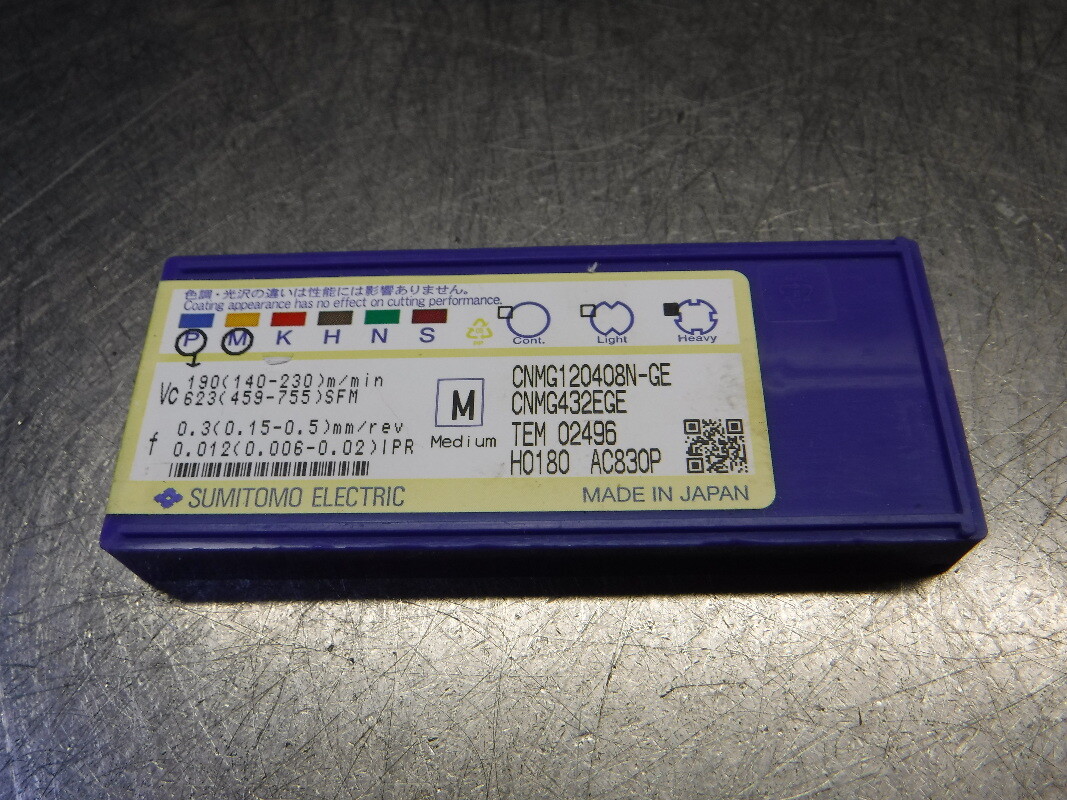 色調・光沢の違いは性能には影響ありません。
Coating appearance has no effect on cutting performance.
P M K H N S
PP
Cont. Light Heavy
Vc 190(140-230)m/min
623(459-755)SFM
f 0.3(0.15-0.5)mm/rev
0.012(0.006-0.02)IPR
M
Medium
CNMG120408N-GE
CNMG432EGE
TEM 02496
H0180 AC830P
SUMITOMO ELECTRIC
MADE IN JAPAN